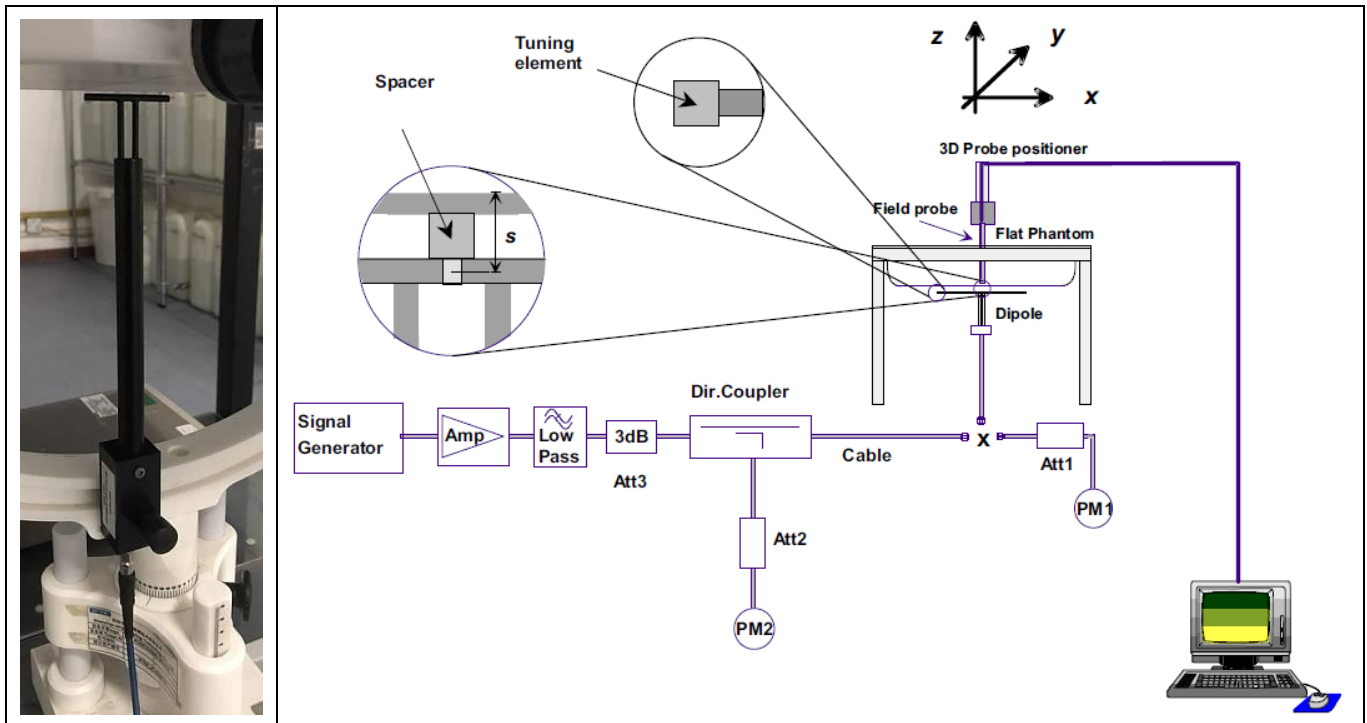 Tuning
element
Spacer
s
z
y
x
3D Probe positioner
Field probe
Flat Phantom
Dipole
Dir.Coupler
Signal
Generator
Amp
Low
Pass
3dB
Att3
Cable
x
Att1
PM1
Att2
PM2